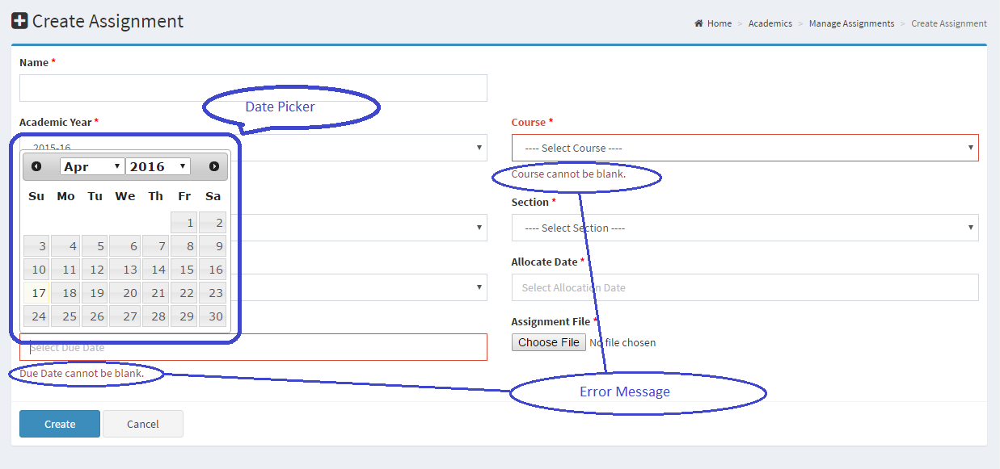 Create Assignment
Home > Academics > Manage Assignments > Create Assignment
Name *
Date Picker
Academic Year *
Course *
2015-16
---- Select Course ----
Course cannot be blank.
Apr 2016
Su Mo Tu We Th Fr Sa
1 2
3 4 5 6 7 8 9
10 11 12 13 14 15 16
17 18 19 20 21 22 23
24 25 26 27 28 29 30
Section *
---- Select Section ----
Allocate Date *
Select Allocation Date
Assignment File *
Choose File No file chosen
Select Due Date
Due Date cannot be blank.
Error Message
Create Cancel